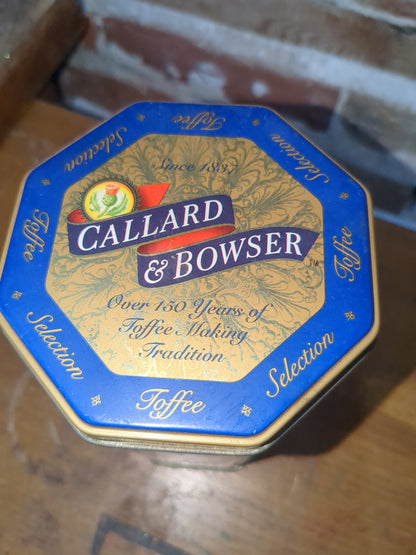 Since 1837
CALLARD
& BOWSER
TM
Over 150 Years of
Toffee Making
Tradition
Toffee
Selection
Toffee
Selection
Toffee
Selection
Toffee
Selection